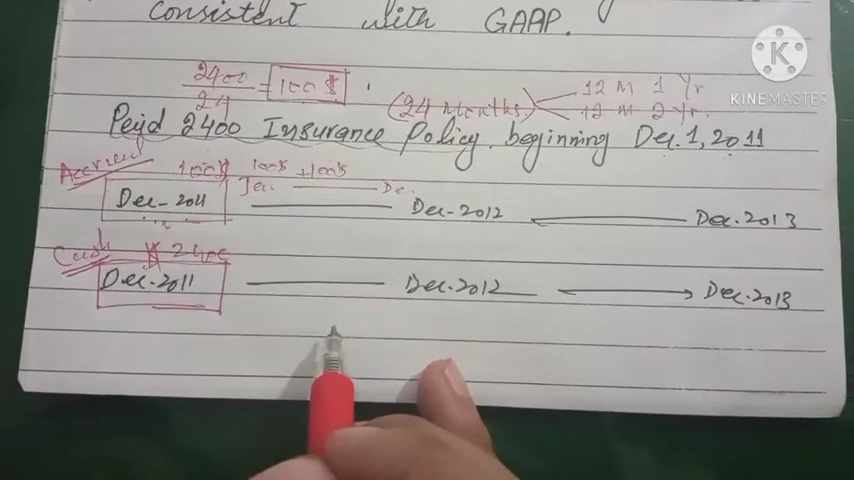 consistent with GAAP.
2400
24
= 100 $
(24 Months) 12 M 1 Yr
12 M 2 Yr.
Peid 2400 Insurance Policy. beginning Dec. 1, 2011
Accrual 100$ 100$ +100$
Jan. De.
Dec-2011 Dec-2012 Dec.2013
Cash $ 2400
Dec.2011 Dec.2012 Dec.2013
K
KINEMASTER